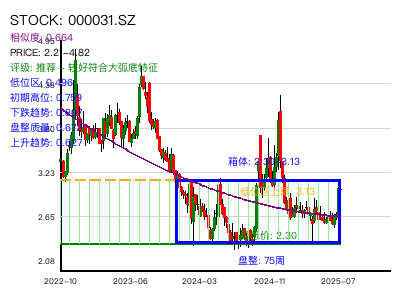 STOCK: 000031.SZ
相似度: 0.664
4.95
PRICE: 2.21-4.82
评级: 推荐 - 较好符合大弧底特征
低位区: 0.496
4.38
初期高位: 0.759
下跌趋势:
盘整质量:
上升趋势: 0.627
箱体: 3.13
3.23
3.13
2.65
2.30
2.08
盘整: 75周
2022-10
2023-06
2024-03
2024-11
2025-07